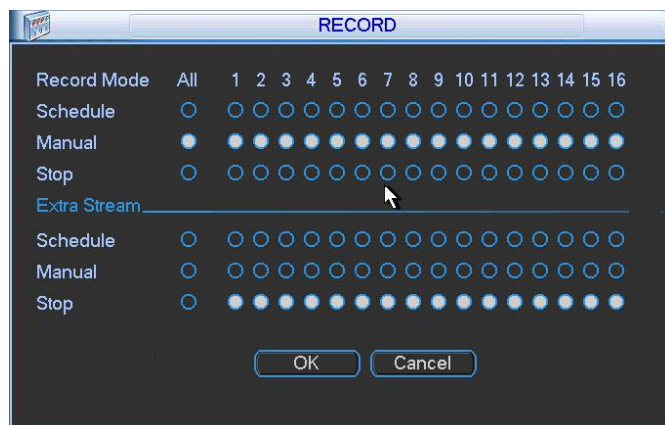 RECORD
Record Mode All 1 2 3 4 5 6 7 8 9 10 11 12 13 14 15 16
Schedule
Manual
Stop
Extra Stream
Schedule
Manual
Stop
OK Cancel